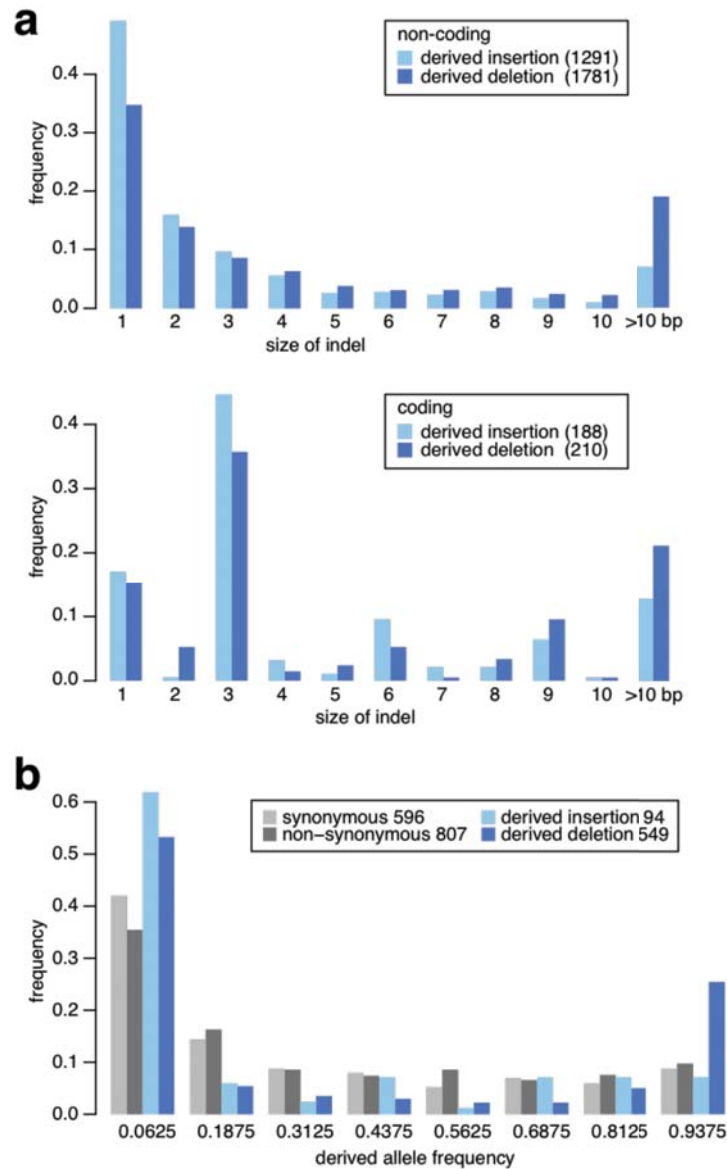 a
non-coding
derived insertion (1291)
derived deletion (1781)
frequency
0.4
0.3
0.2
0.1
0.0
1 2 3 4 5 6 7 8 9 10 >10 bp
size of indel
coding
derived insertion (188)
derived deletion (210)
frequency
0.4
0.3
0.2
0.1
0.0
1 2 3 4 5 6 7 8 9 10 >10 bp
size of indel
b
synonymous 596 derived insertion 94
non-synonymous 807 derived deletion 549
frequency
0.6
0.5
0.4
0.3
0.2
0.1
0.0
0.0625 0.1875 0.3125 0.4375 0.5625 0.6875 0.8125 0.9375
derived allele frequency